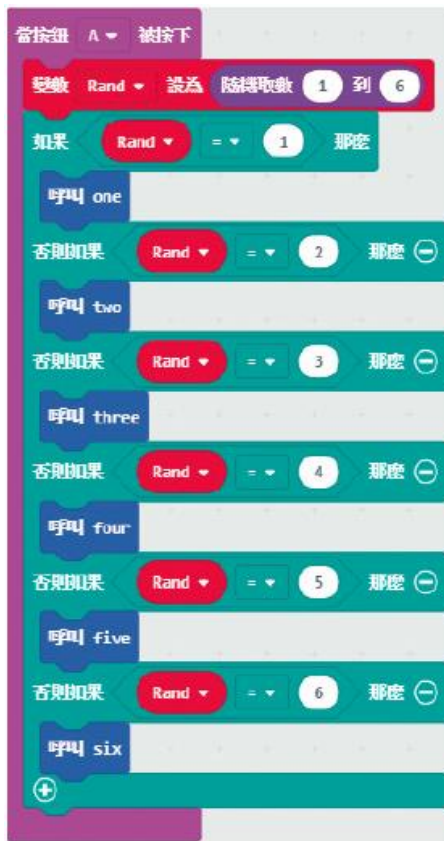 當按鈕 A 被按下
變數 Rand 設為 隨機取數 1 到 6
如果 Rand = 1 那麼
呼叫 one
否則如果 Rand = 2 那麼
呼叫 two
否則如果 Rand = 3 那麼
呼叫 three
否則如果 Rand = 4 那麼
呼叫 four
否則如果 Rand = 5 那麼
呼叫 five
否則如果 Rand = 6 那麼
呼叫 six